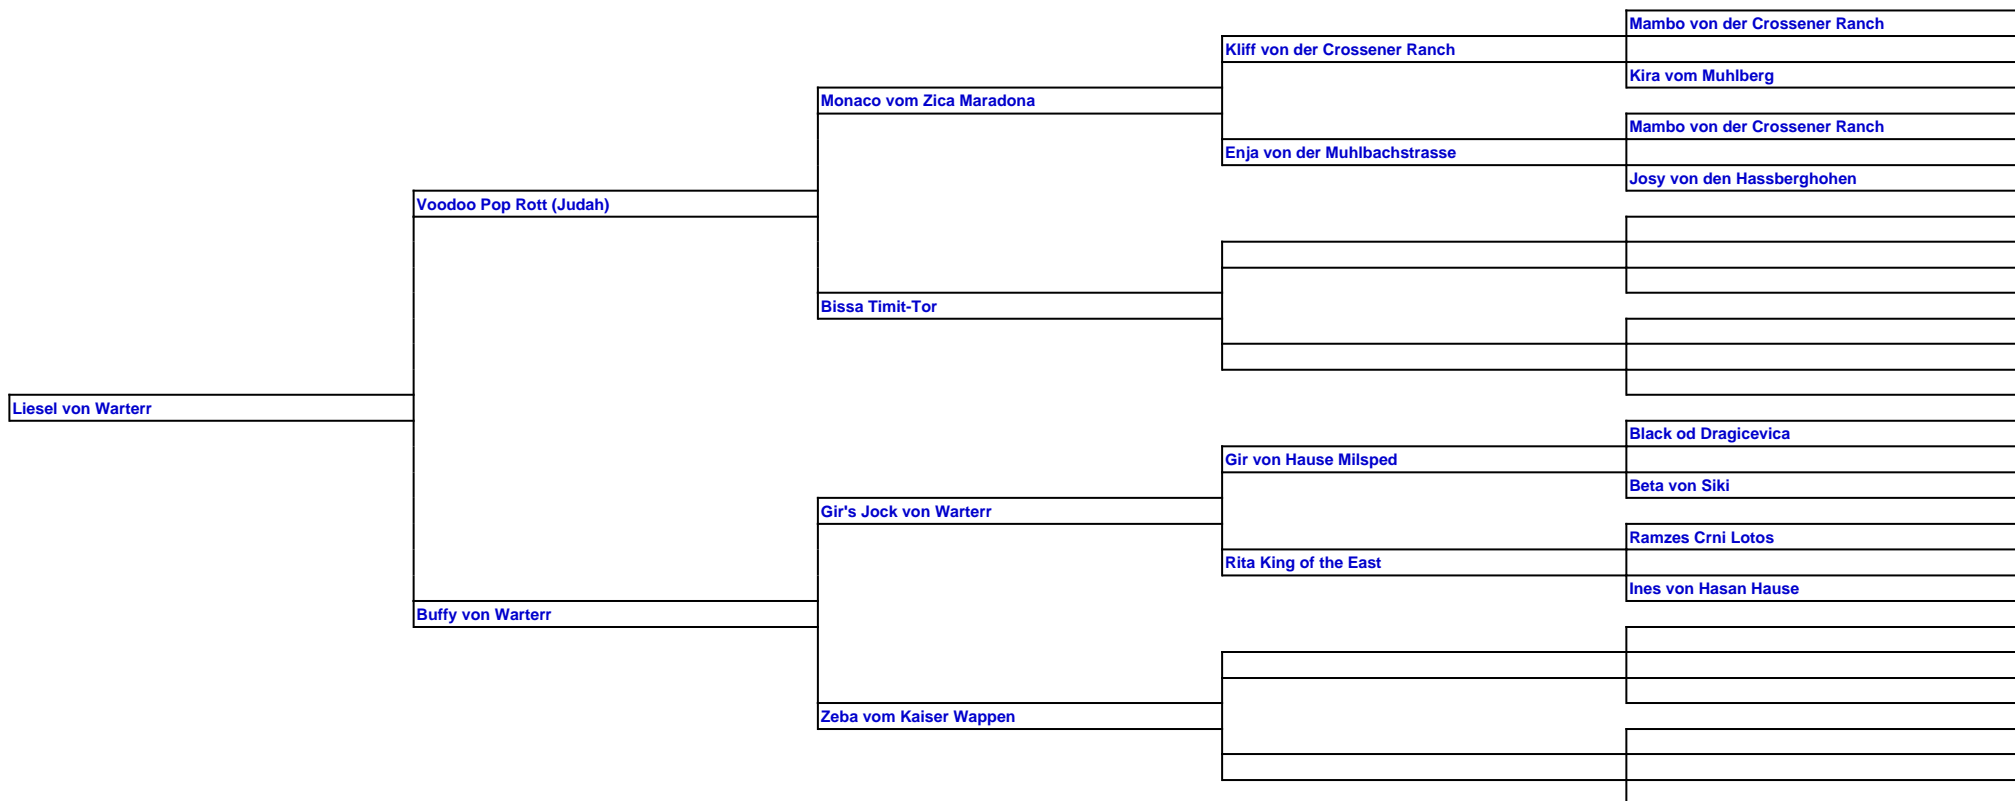 Mambo von der Crossener Ranch
Kliff von der Crossener Ranch
Kira vom Muhlberg
Monaco vom Zica Maradona
Mambo von der Crossener Ranch
Enja von der Muhlbachstrasse
Josy von den Hassberghohen
Voodoo Pop Rott (Judah)
Bissa Timit-Tor
Liesel von Warterr
Black od Dragicevica
Gir von Hause Milsped
Beta von Siki
Gir's Jock von Warterr
Ramzes Crni Lotos
Rita King of the East
Ines von Hasan Hause
Buffy von Warterr
Zeba vom Kaiser Wappen